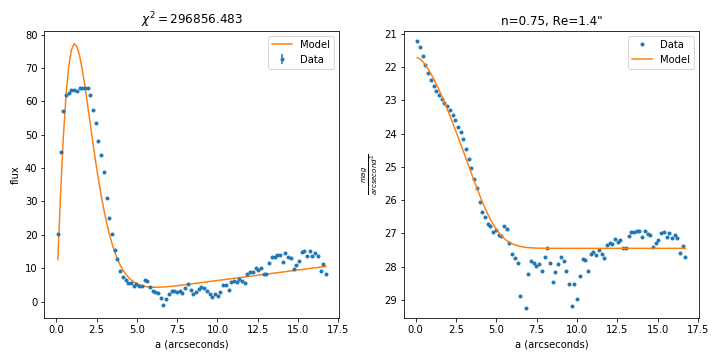 χ² = 296856.483
80
70
60
50
40
30
20
10
0
flux
0.0 2.5 5.0 7.5 10.0 12.5 15.0 17.5
a (arcseconds)
Model
Data
n=0.75, Re=1.4"
21
22
23
24
25
26
27
28
29
mag
arcsecond²
0.0 2.5 5.0 7.5 10.0 12.5 15.0 17.5
a (arcseconds)
Data
Model